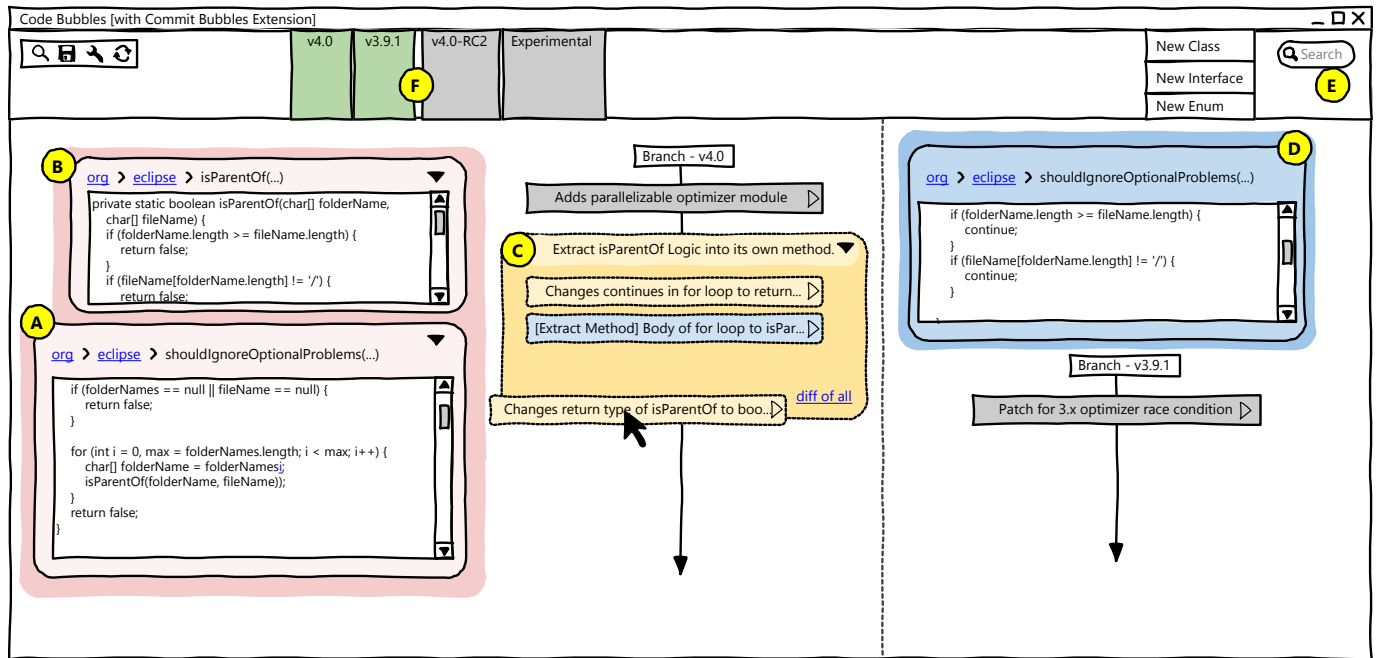 Code Bubbles [with Commit Bubbles Extension]
v4.0
v3.9.1
v4.0-RC2
Experimental
F
New Class
New Interface
New Enum
Search
E
B
org > eclipse > isParentOf(...)
private static boolean isParentOf(char[] folderName,
char[] fileName) {
if (folderName.length >= fileName.length) {
return false;
}
if (fileName[folderName.length] != '/') {
return false;
A
org > eclipse > shouldIgnoreOptionalProblems(...)
if (folderNames == null || fileName == null) {
return false;
}
for (int i = 0, max = folderNames.length; i < max; i++) {
char[] folderName = folderNamesi;
isParentOf(folderName, fileName));
}
return false;
}
Branch - v4.0
Adds parallelizable optimizer module
C
Extract isParentOf Logic into its own method.
Changes continues in for loop to return...
[Extract Method] Body of for loop to isPar...
diff of all
Changes return type of isParentOf to boo...
D
org > eclipse > shouldIgnoreOptionalProblems(...)
if (folderName.length >= fileName.length) {
continue;
}
if (fileName[folderName.length] != '/') {
continue;
}
}
Branch - v3.9.1
Patch for 3.x optimizer race condition